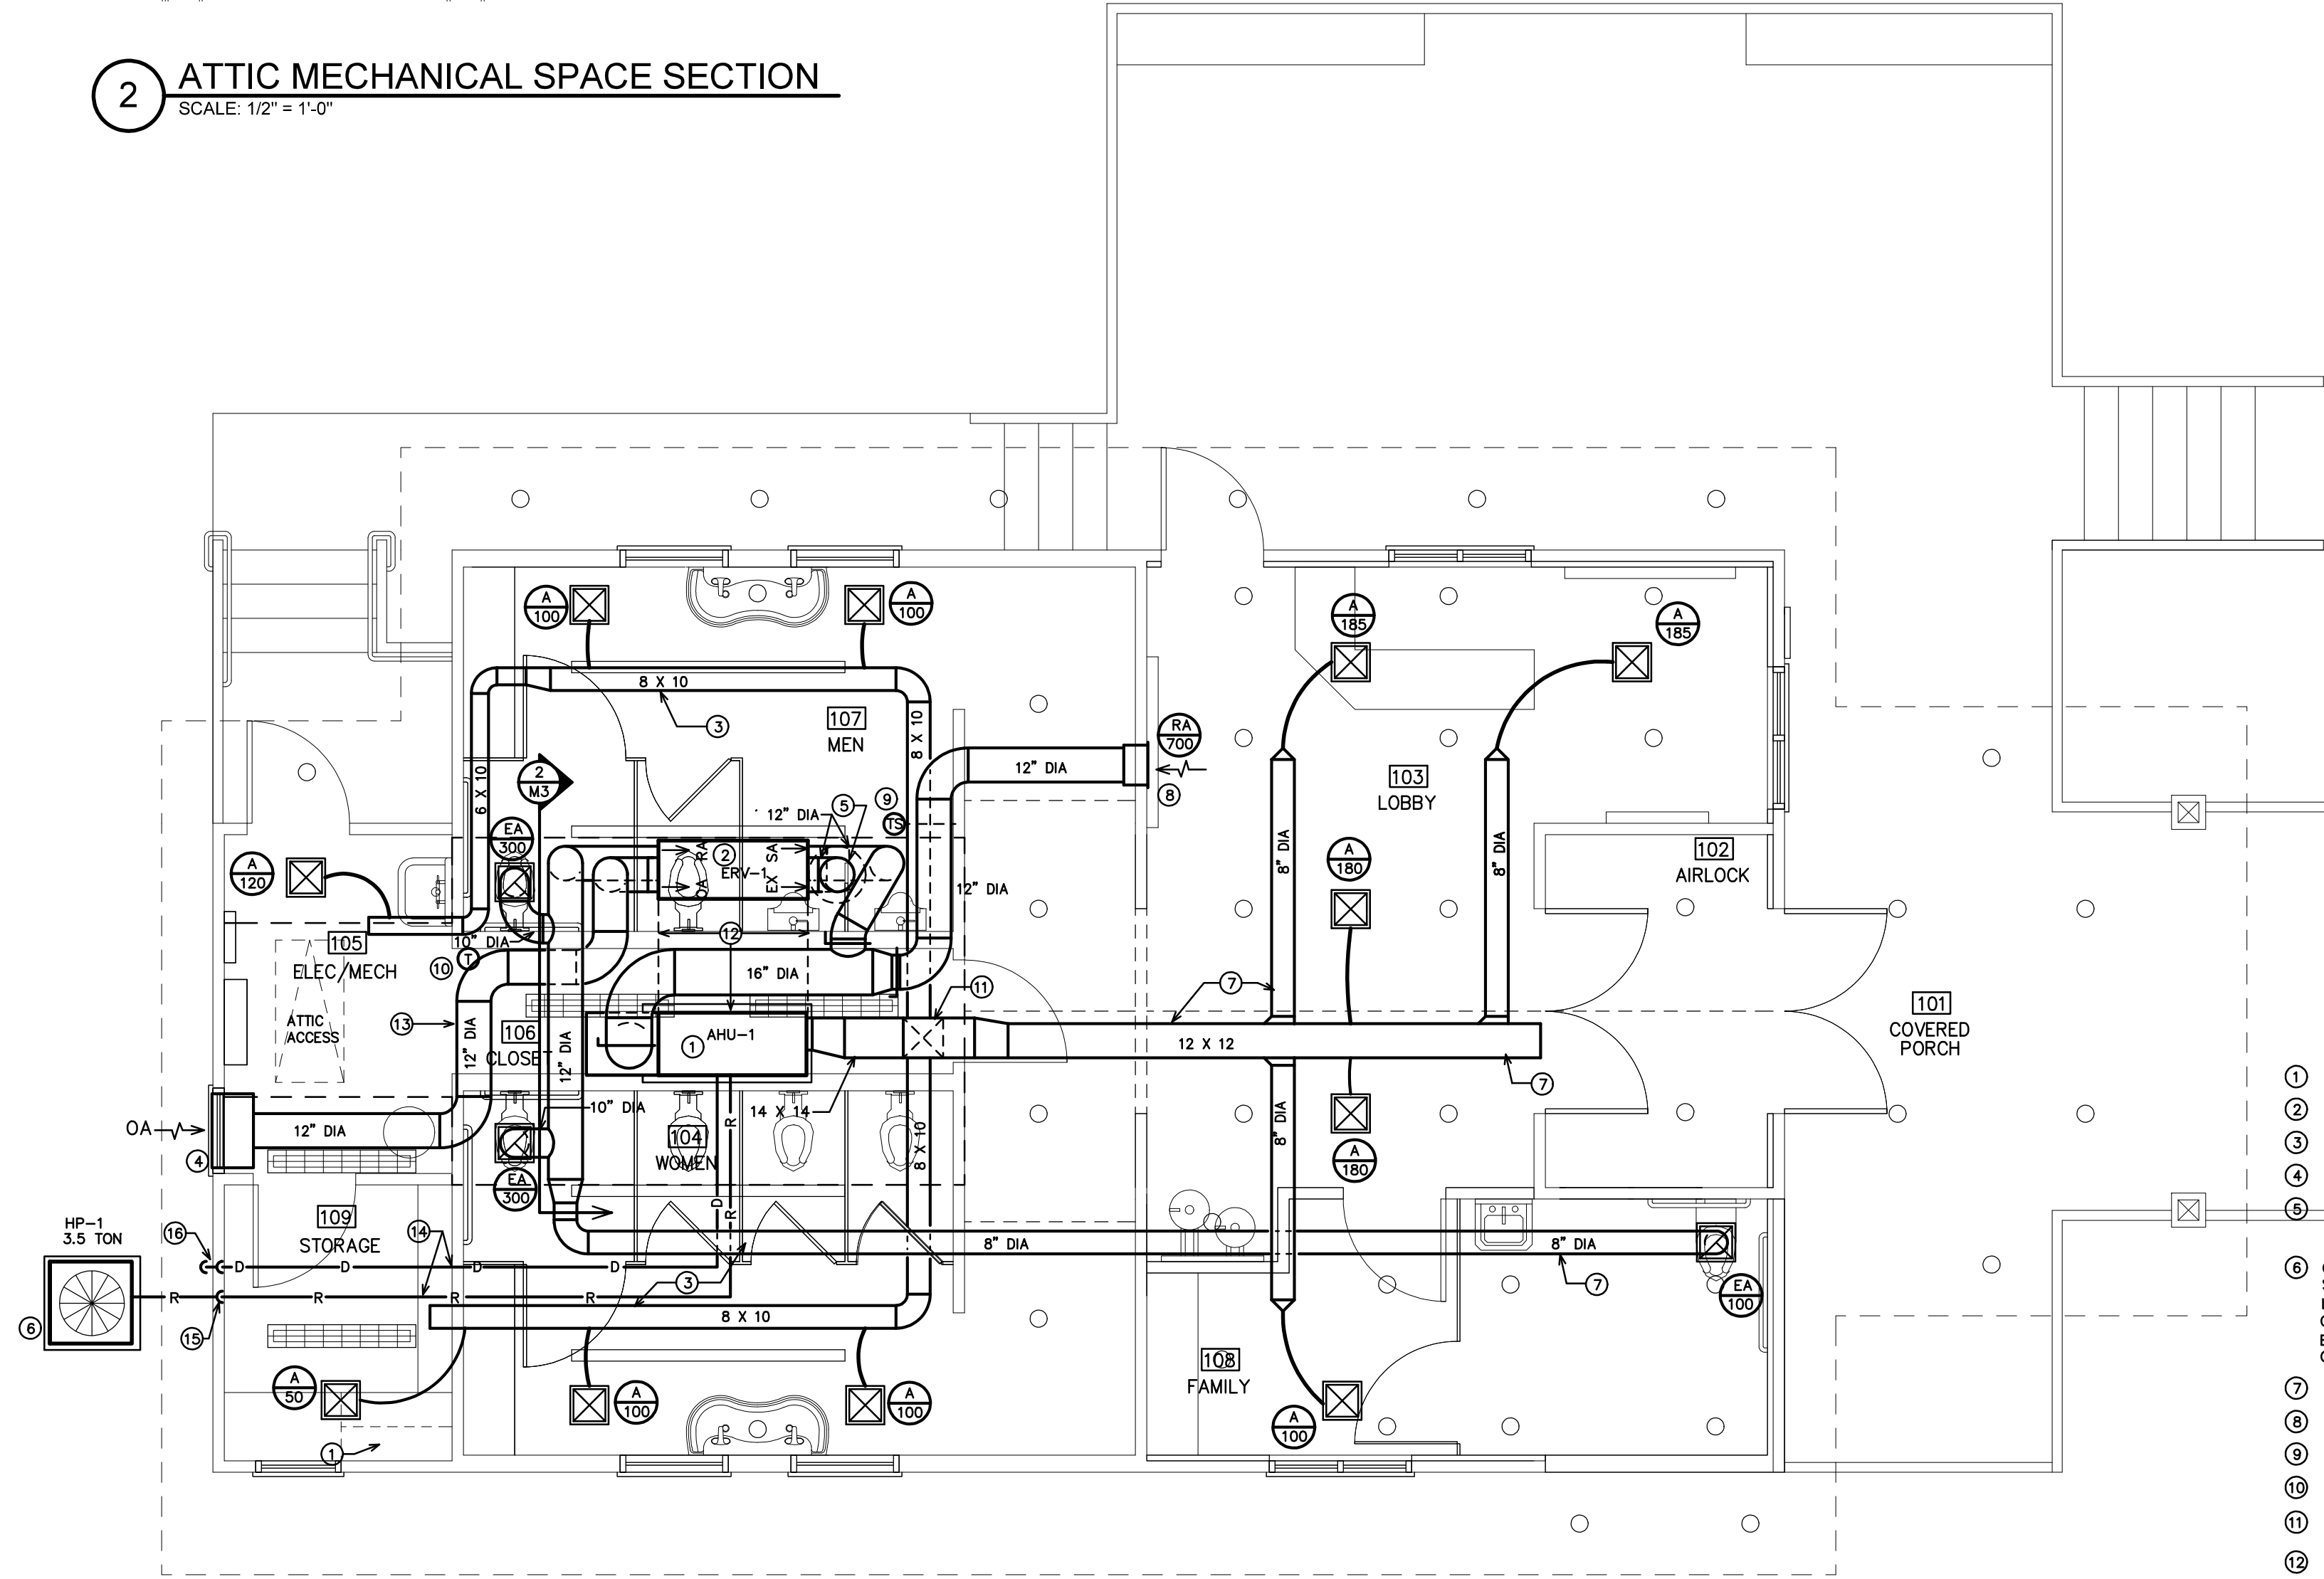 2
ATTIC MECHANICAL SPACE SECTION
SCALE: 1/2" = 1'-0"
A
100
A
100
A
185
A
185
8 X 10
3
107
MEN
8 X 10
RA
700
8
12" DIA
103
LOBBY
6 X 10
2
M3
12" DIA
5
9
TS
EA
300
RA
2
SA
ERV-1
OA
EX
12" DIA
A
120
A
180
8" DIA
8" DIA
102
AIRLOCK
105
ELEC/MECH
10" DIA
10
T
12
16" DIA
11
7
101
COVERED
PORCH
ATTIC
ACCESS
13
12" DIA
106
CLOSE
12" DIA
1
AHU-1
12 X 12
7
14 X 14
10" DIA
OA
4
12" DIA
104
WOMEN
R
D
R
8 X 10
8" DIA
A
180
EA
300
109
STORAGE
HP-1
3.5 TON
16
14
D
D
D
D
8" DIA
8" DIA
7
3
EA
100
R
R
R
R
6
15
8 X 10
A
50
A
100
A
100
108
FAMILY
A
100
1
1
2
3
4
5
6
7
8
9
10
11
12